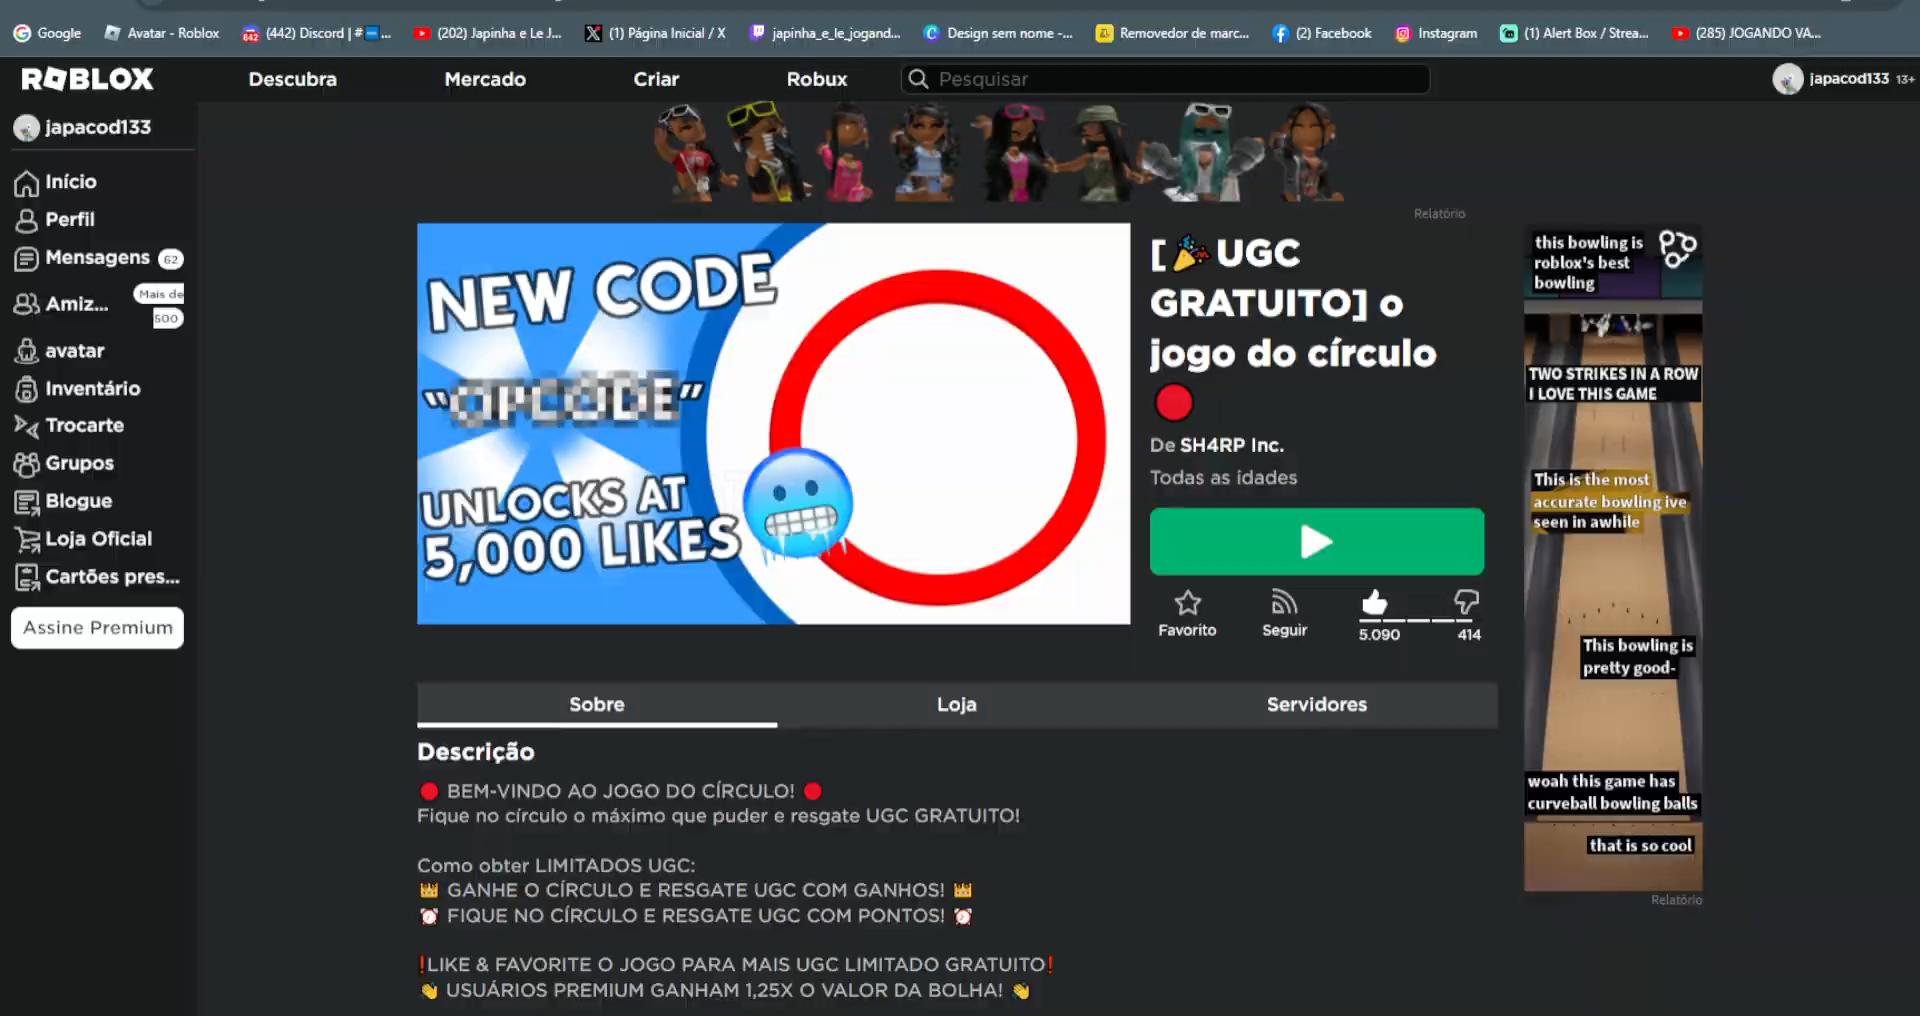 Google
Avatar - Roblox
(442) Discord | #
(202) Japinha e Le J...
(1) Página Inicial / X
japinha_e_le_jogand...
Design sem nome -...
Removedor de marc...
(2) Facebook
Instagram
(1) Alert Box / Strea...
(285) JOGANDO VA...
ROBLOX
Descubra
Mercado
Criar
Robux
Pesquisar
japacod133 13+
japacod133
Início
Perfil
Mensagens 62
Amiz... Mais de
500
avatar
Inventário
Trocarte
Grupos
Blogue
Loja Oficial
Cartões pres...
Assine Premium
Relatório
NEW CODE
UNLOCKS AT
5,000 LIKES
[🎉UGC
GRATUITO] o
jogo do círculo
🔴
De SH4RP Inc.
Todas as idades
Favorito
Seguir
5.090
414
this bowling is
roblox's best
bowling
TWO STRIKES IN A ROW
I LOVE THIS GAME
This is the most
accurate bowling ive
seen in awhile
This bowling is
pretty good-
woah this game has
curveball bowling balls
that is so cool
Relatório
Sobre
Loja
Servidores
Descrição
🔴 BEM-VINDO AO JOGO DO CÍRCULO! 🔴
Fique no círculo o máximo que puder e resgate UGC GRATUITO!
Como obter LIMITADOS UGC:
👑 GANHE O CÍRCULO E RESGATE UGC COM GANHOS! 👑
⏰ FIQUE NO CÍRCULO E RESGATE UGC COM PONTOS! ⏰
❗LIKE & FAVORITE O JOGO PARA MAIS UGC LIMITADO GRATUITO❗
👏 USUÁRIOS PREMIUM GANHAM 1,25X O VALOR DA BOLHA! 👏